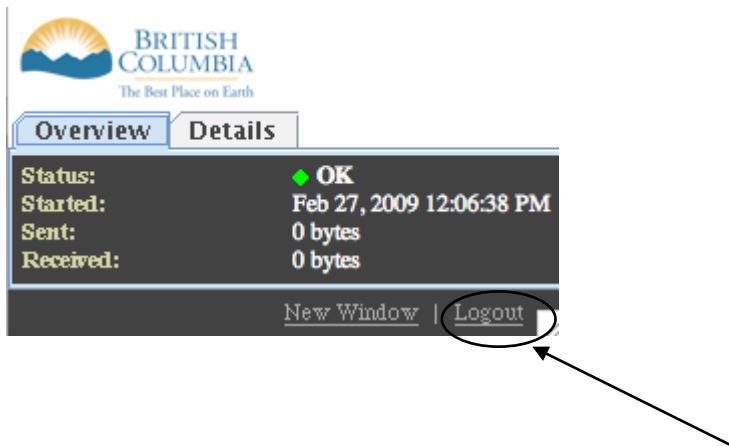 BRITISH
COLUMBIA
The Best Place on Earth
Overview Details
Status: OK
Started: Feb 27, 2009 12:06:38 PM
Sent: 0 bytes
Received: 0 bytes
New Window | Logout